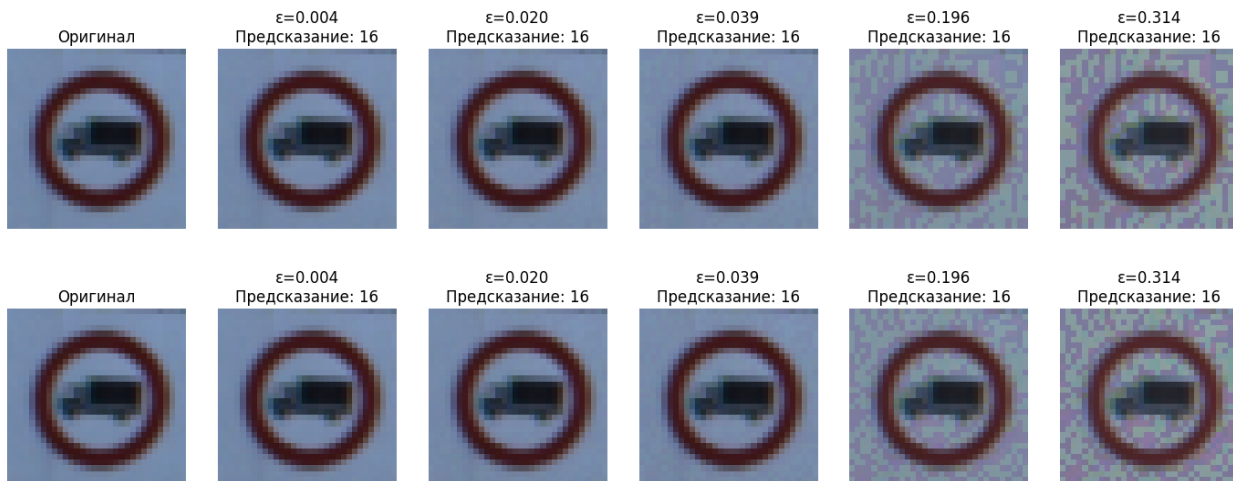 Оригинал
ε=0.004
Предсказание: 16
ε=0.020
Предсказание: 16
ε=0.039
Предсказание: 16
ε=0.196
Предсказание: 16
ε=0.314
Предсказание: 16
Оригинал
ε=0.004
Предсказание: 16
ε=0.020
Предсказание: 16
ε=0.039
Предсказание: 16
ε=0.196
Предсказание: 16
ε=0.314
Предсказание: 16